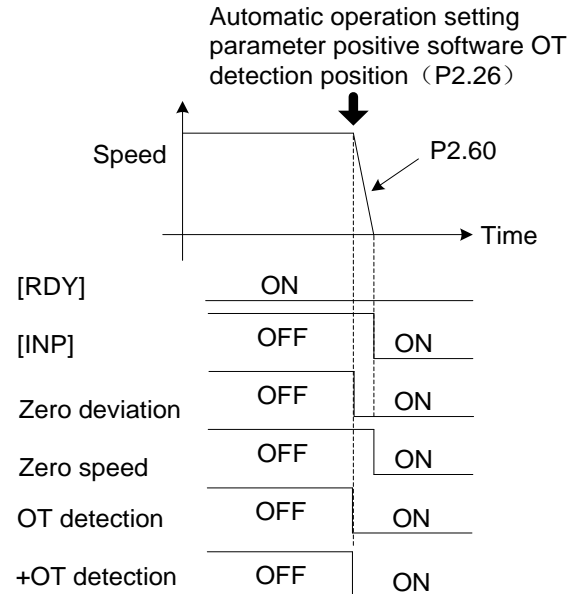 Automatic operation setting
parameter positive software OT
detection position（P2.26）
Speed
P2.60
Time
[RDY] ON
[INP] OFF ON
Zero deviation OFF ON
Zero speed OFF ON
OT detection OFF ON
+OT detection OFF ON